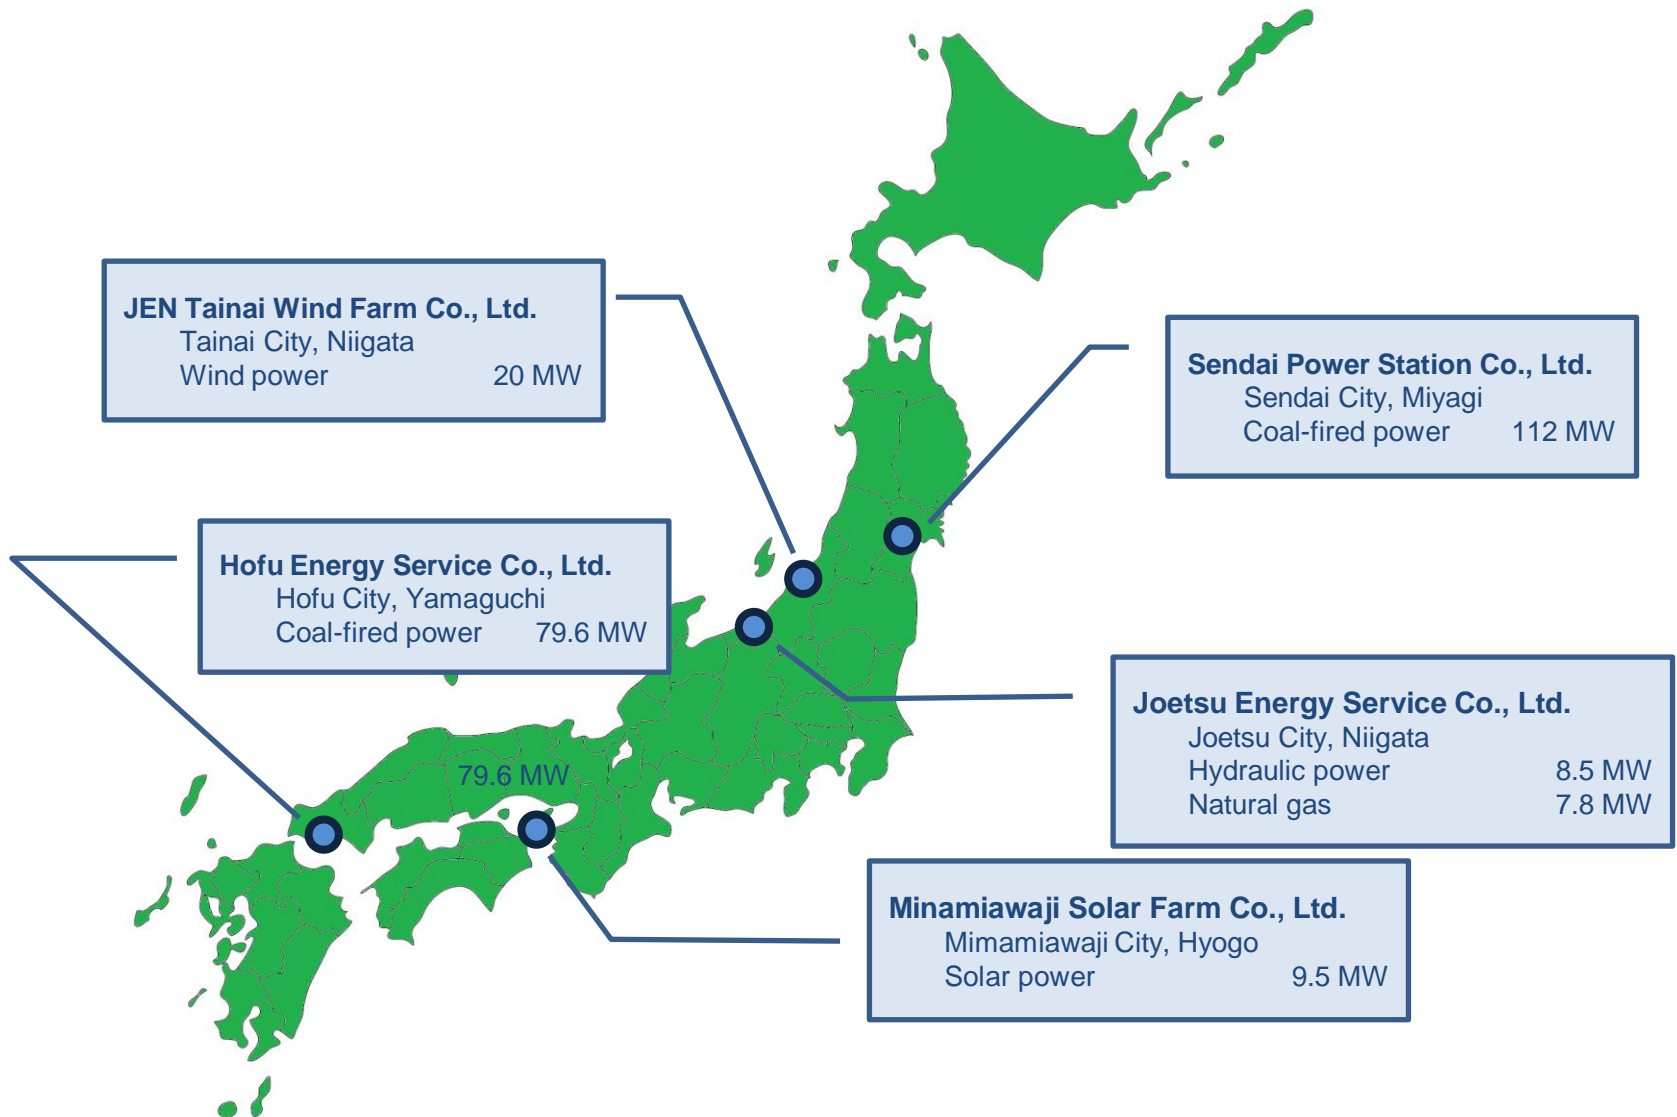 JEN Tainai Wind Farm Co., Ltd.
Tainai City, Niigata
Wind power 20 MW
Sendai Power Station Co., Ltd.
Sendai City, Miyagi
Coal-fired power 112 MW
Hofu Energy Service Co., Ltd.
Hofu City, Yamaguchi
Coal-fired power 79.6 MW
Joetsu Energy Service Co., Ltd.
Joetsu City, Niigata
Hydraulic power 8.5 MW
Natural gas 7.8 MW
79.6 MW
Minamiawaji Solar Farm Co., Ltd.
Mimamiawaji City, Hyogo
Solar power 9.5 MW